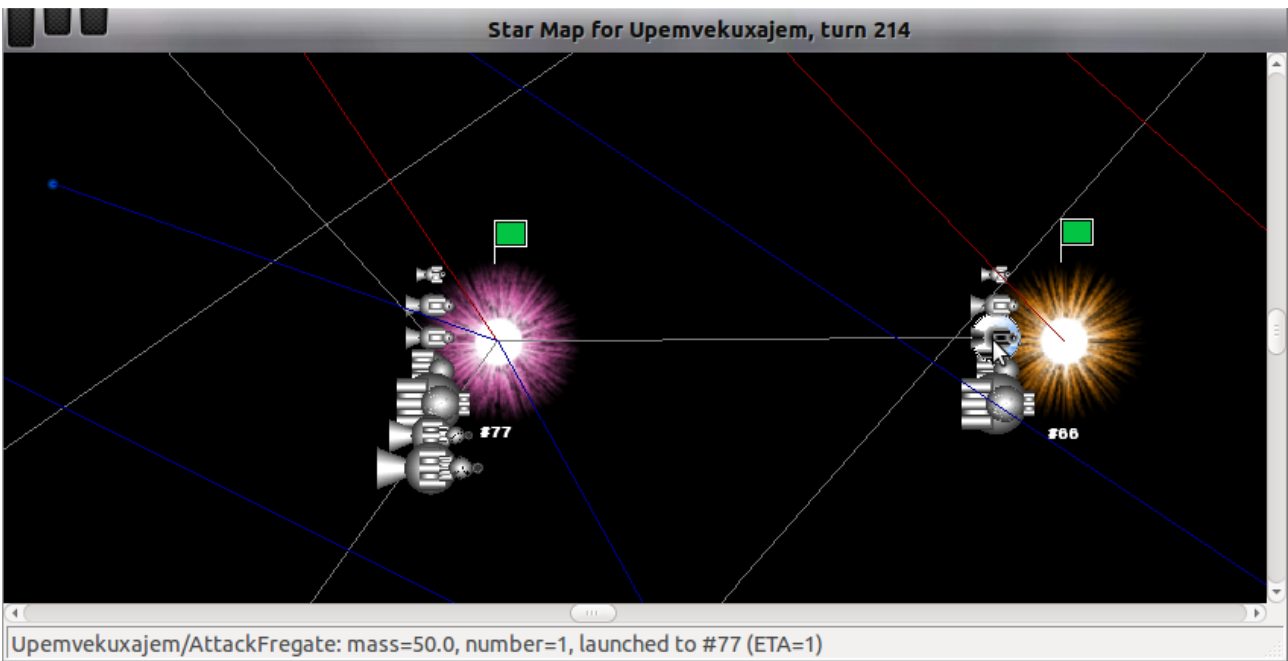 Star Map for Upemvekuxajem, turn 214
#77
#66
Upemvekuxajem/AttackFregate: mass=50.0, number=1, launched to #77 (ETA=1)